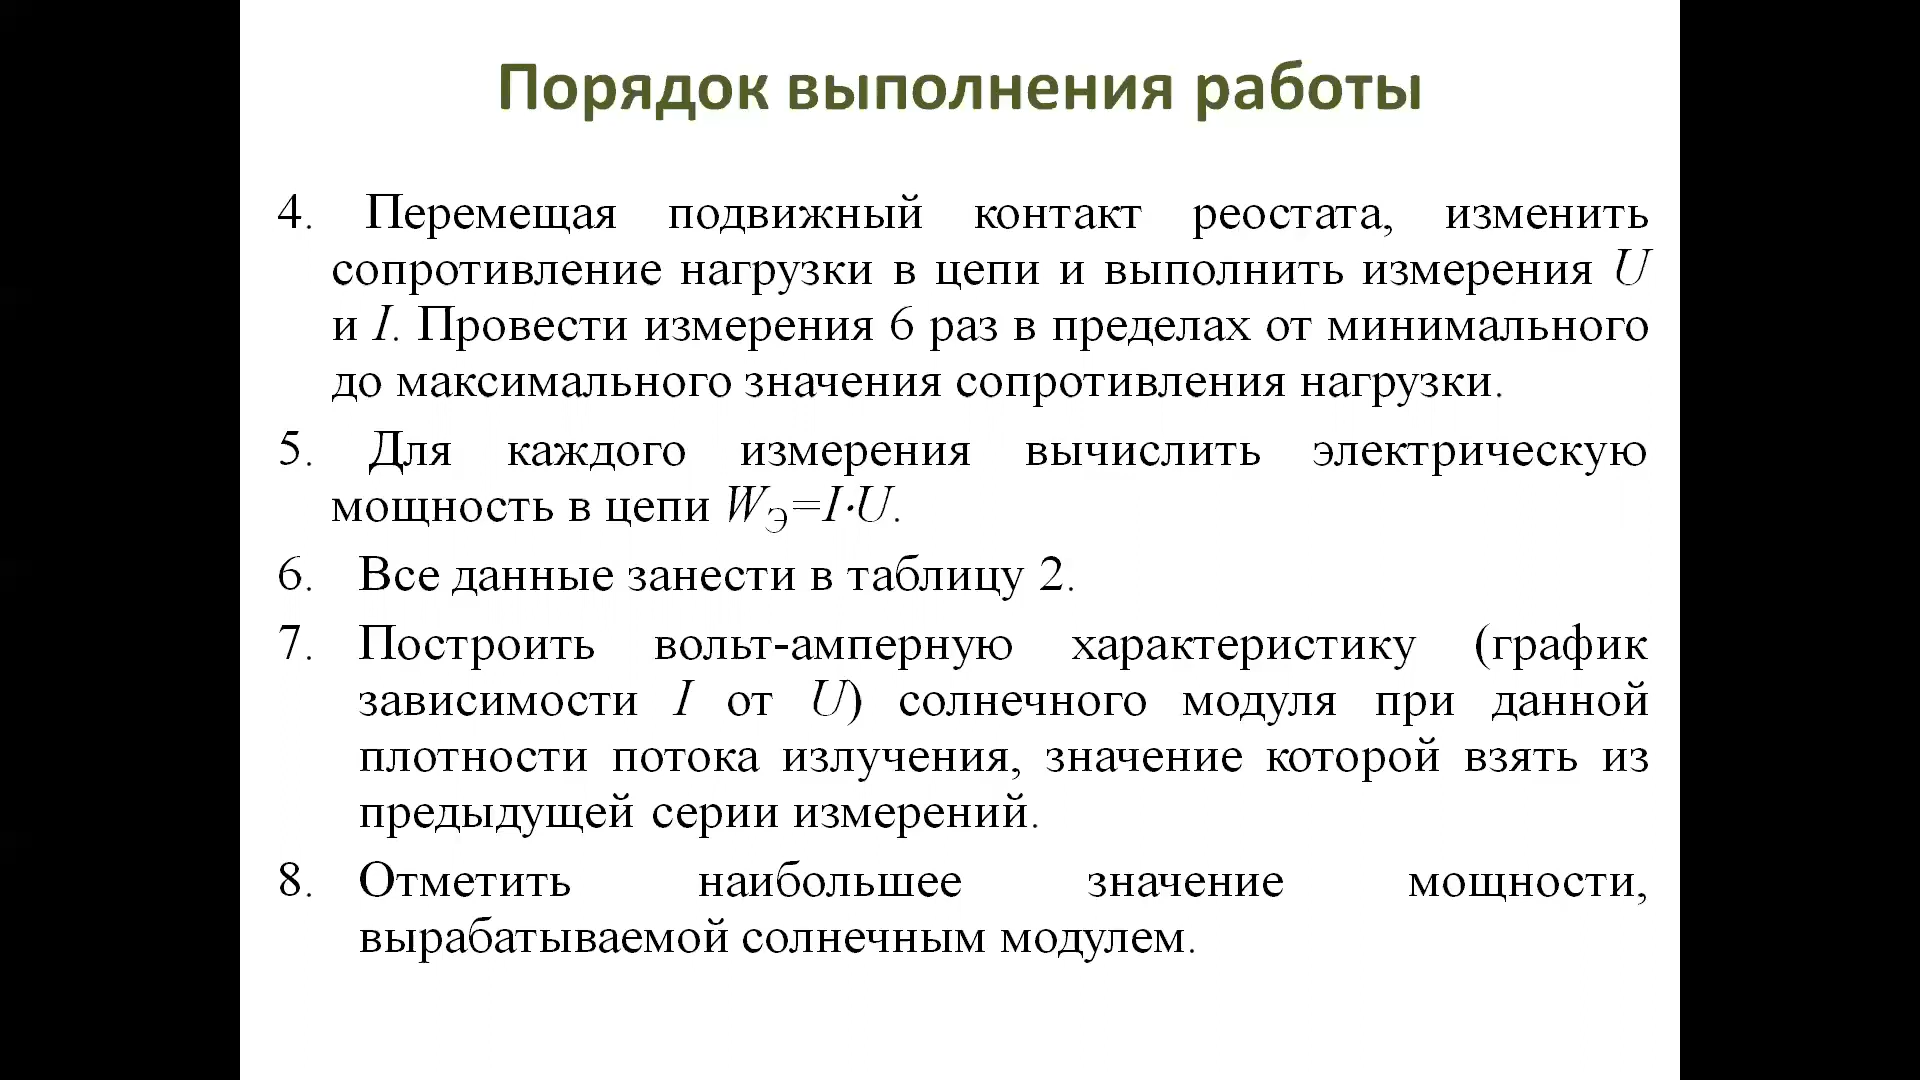 Порядок выполнения работы
4. Перемещая подвижный контакт реостата, изменить
сопротивление нагрузки в цепи и выполнить измерения U
и I. Провести измерения 6 раз в пределах от минимального
до максимального значения сопротивления нагрузки.
5. Для каждого измерения вычислить электрическую
мощность в цепи WЭ=I·U.
6. Все данные занести в таблицу 2.
7. Построить вольт-амперную характеристику (график
зависимости I от U) солнечного модуля при данной
плотности потока излучения, значение которой взять из
предыдущей серии измерений.
8. Отметить наибольшее значение мощности,
вырабатываемой солнечным модулем.